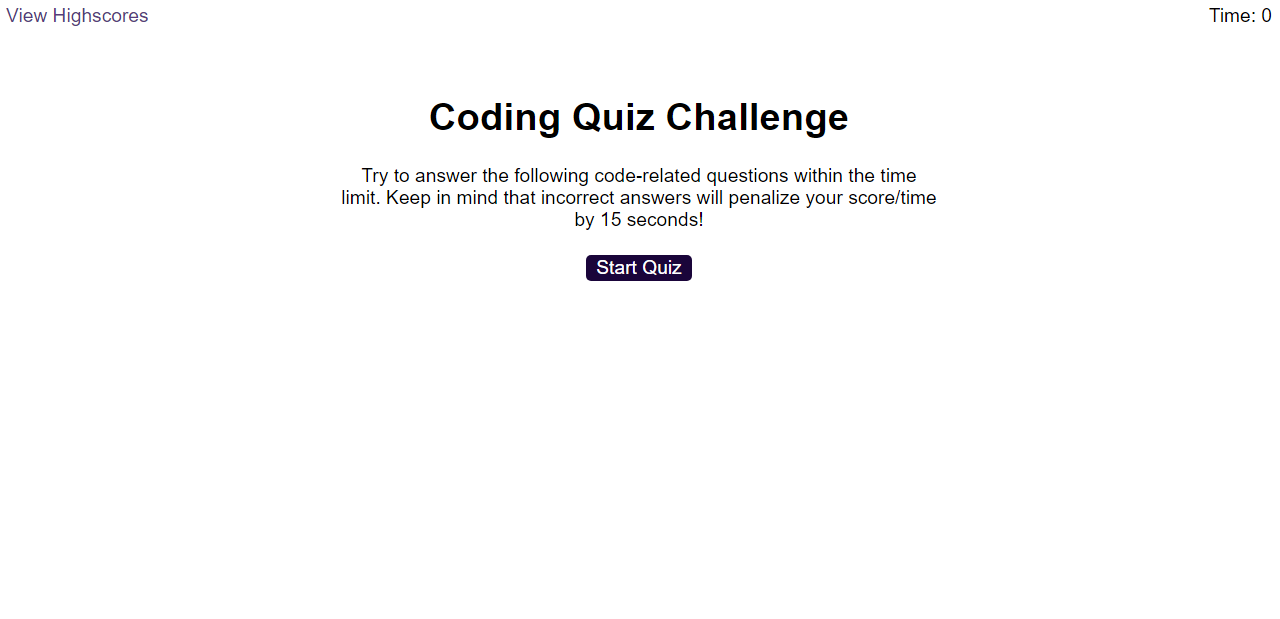 View Highscores
Time: 0
Coding Quiz Challenge
Try to answer the following code-related questions within the time
limit. Keep in mind that incorrect answers will penalize your score/time
by 15 seconds!
Start Quiz